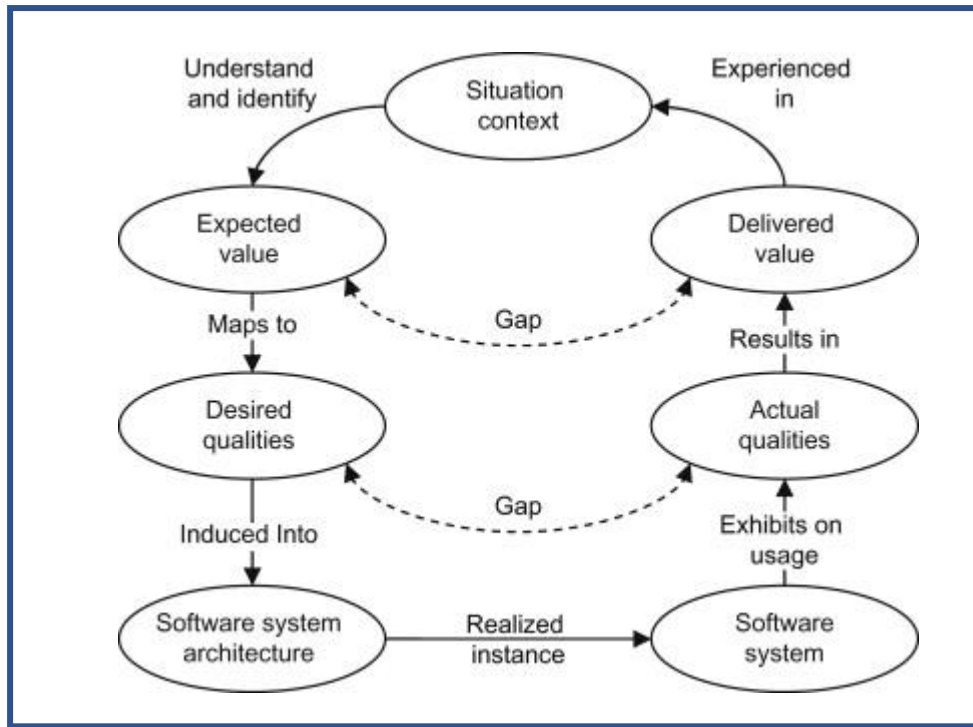 Understand
and identify
Situation
context
Experienced
in
Expected
value
Delivered
value
Maps to
Gap
Results in
Desired
qualities
Actual
qualities
Induced Into
Gap
Exhibits on
usage
Software system
architecture
Realized
instance
Software
system